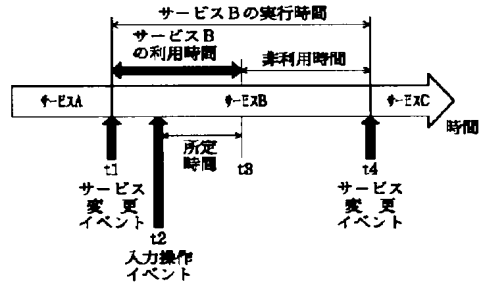 サービスBの実行時間
サービスB
の利用時間
非利用時間
サービスA
サービスB
サービスC
時間
所定
時間
t1
t3
t4
サービス
変 更
イベント
サービス
変 更
イベント
t2
入力操作
イベント